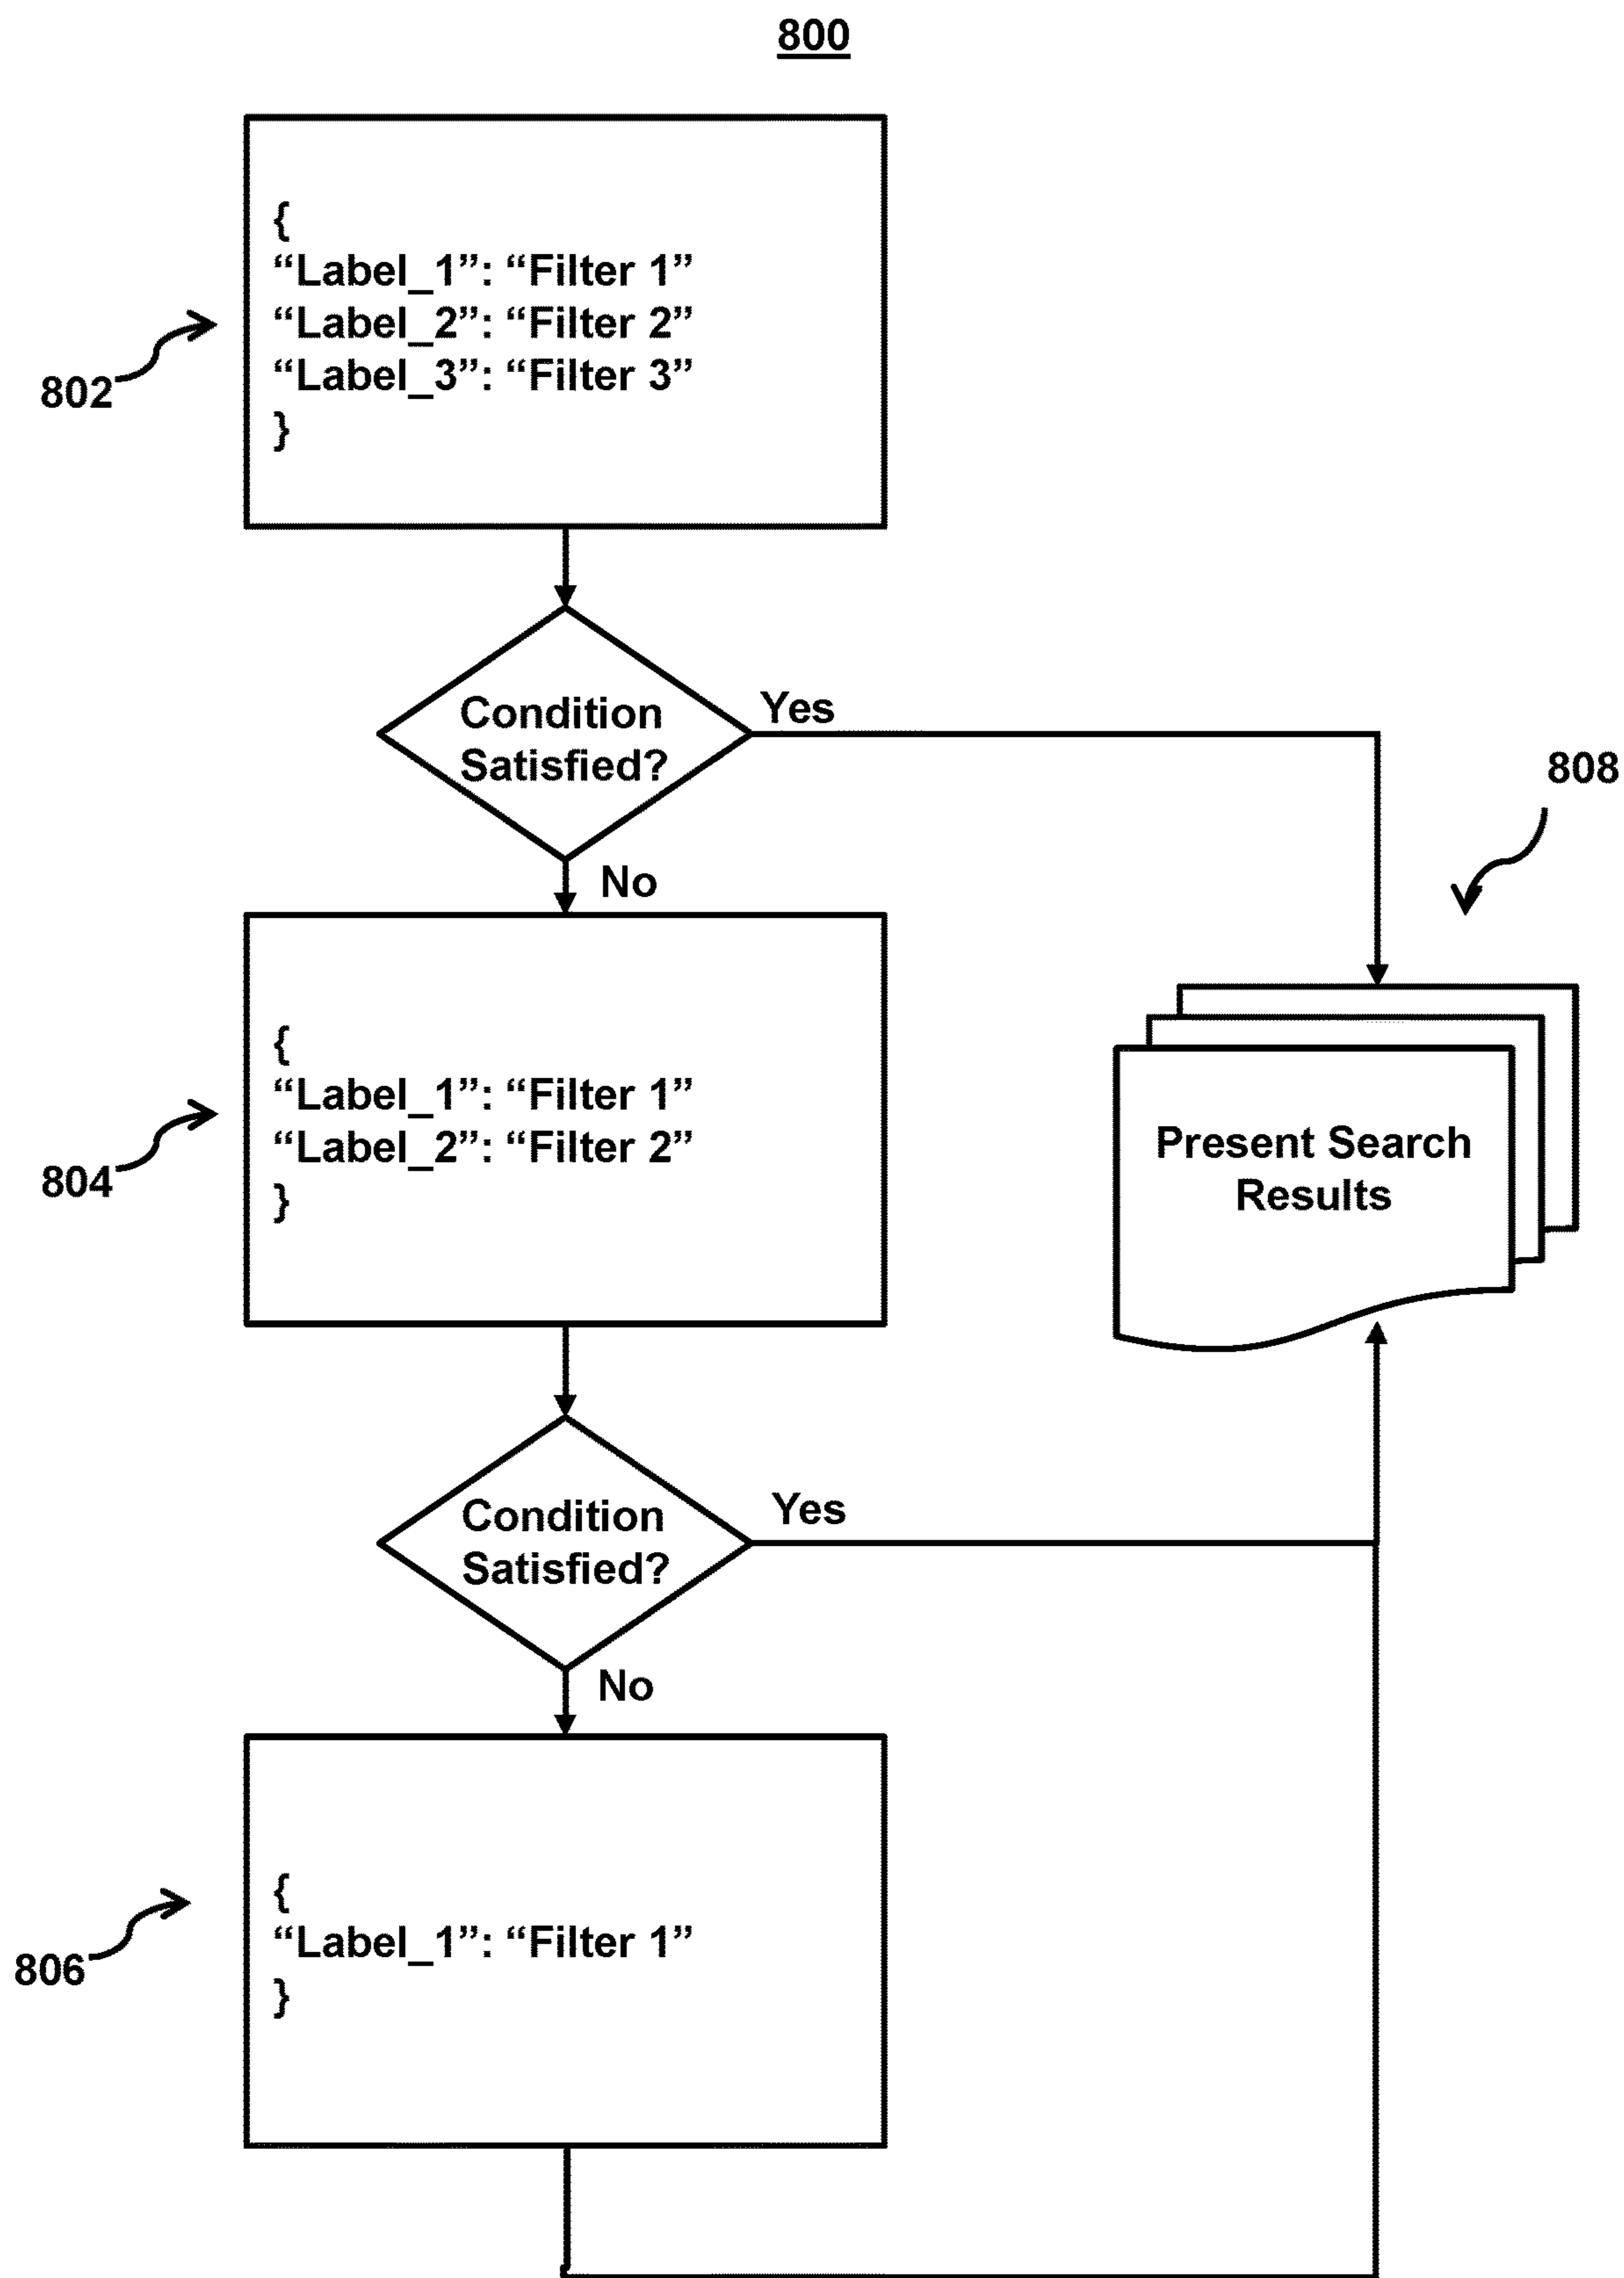 800
{
“Label_1”: “Filter 1”
“Label_2”: “Filter 2”
“Label_3”: “Filter 3”
}
802
Condition
Satisfied?
Yes
808
No
{
“Label_1”: “Filter 1”
“Label_2”: “Filter 2”
}
804
Present Search
Results
Condition
Satisfied?
Yes
No
{
“Label_1”: “Filter 1”
}
806